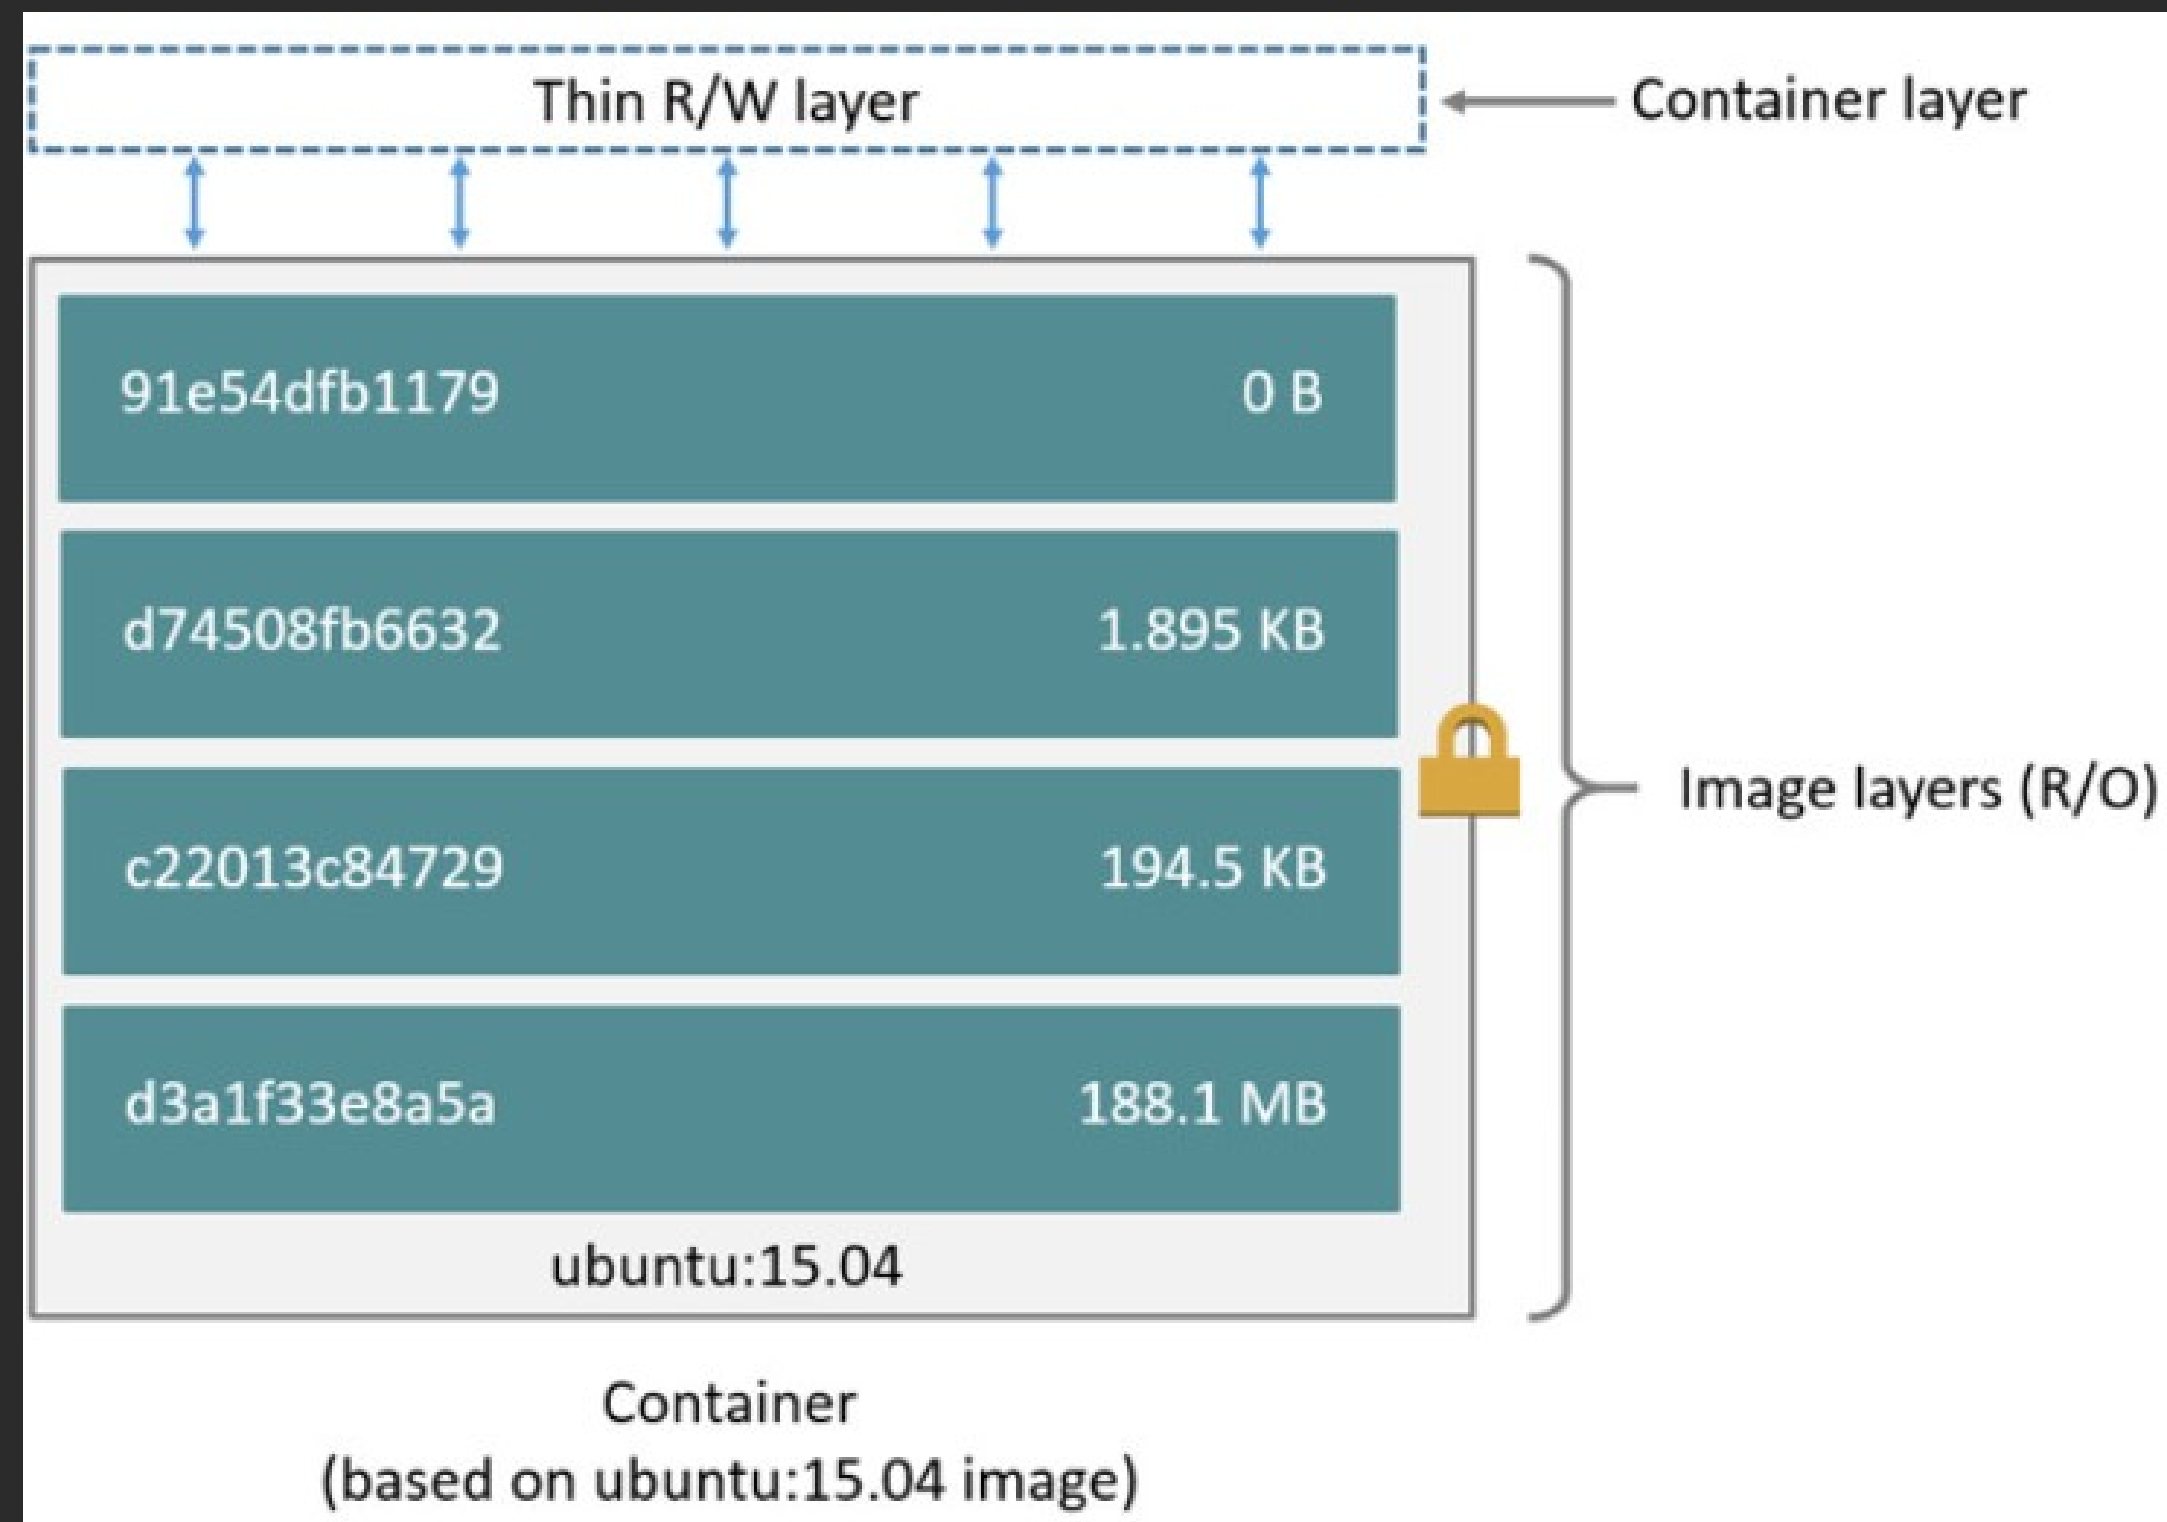 Thin R/W layer
Container layer
91e54dfb1179 0 B
d74508fb6632 1.895 KB
c22013c84729 194.5 KB
Image layers (R/O)
d3a1f33e8a5a 188.1 MB
ubuntu:15.04
Container
(based on ubuntu:15.04 image)